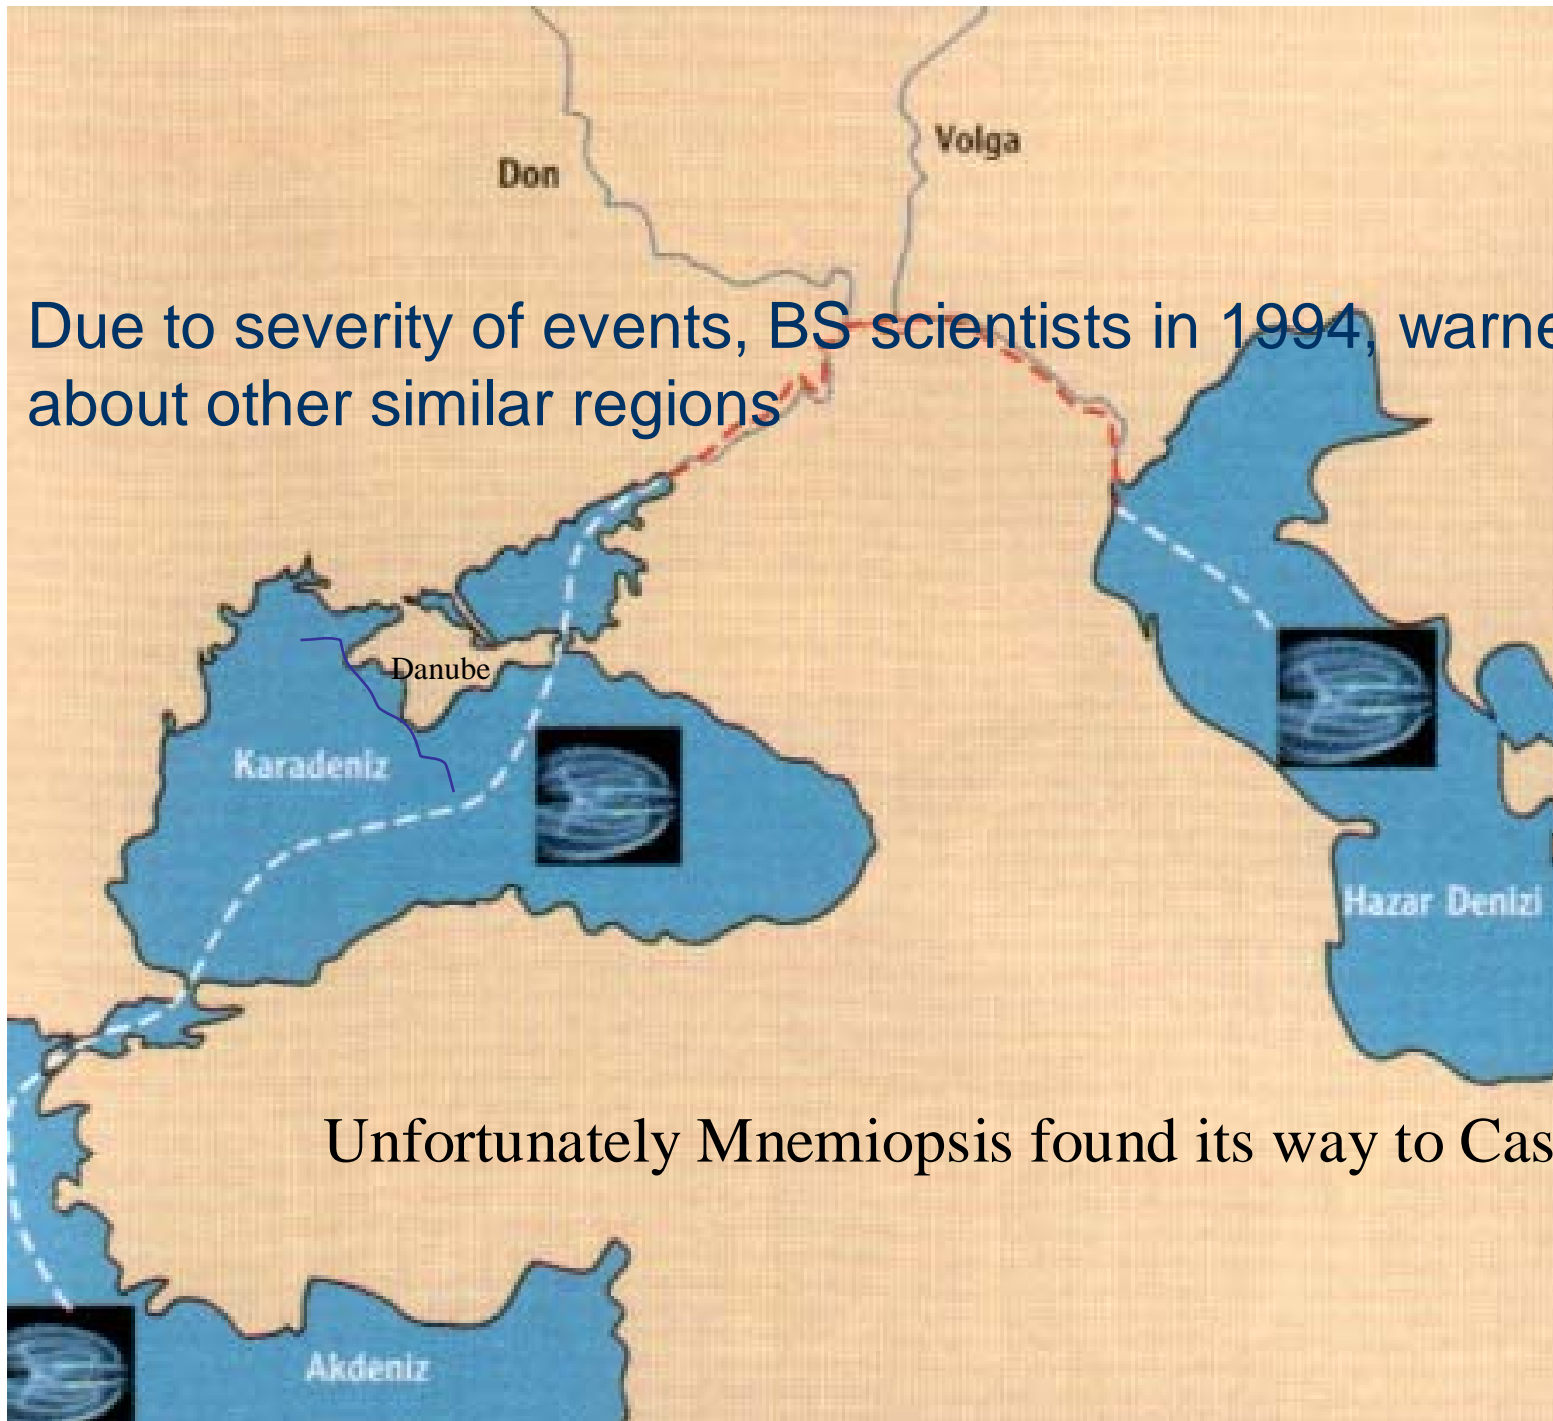 Volga
Don
Due to severity of events, BS scientists in 1994, warne
about other similar regions
Danube
Karadeniz
Hazar Denizi
Unfortunately Mnemiopsis found its way to Cas
Akdeniz